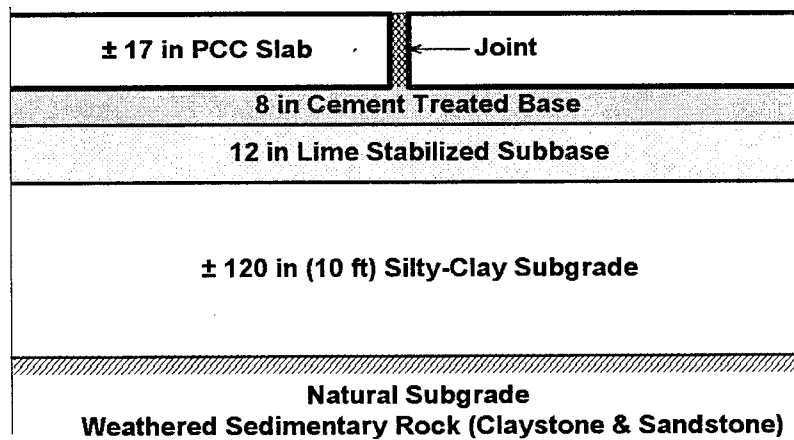 ± 17 in PCC Slab
Joint
8 in Cement Treated Base
12 in Lime Stabilized Subbase
± 120 in (10 ft) Silty-Clay Subgrade
Natural Subgrade
Weathered Sedimentary Rock (Claystone & Sandstone)